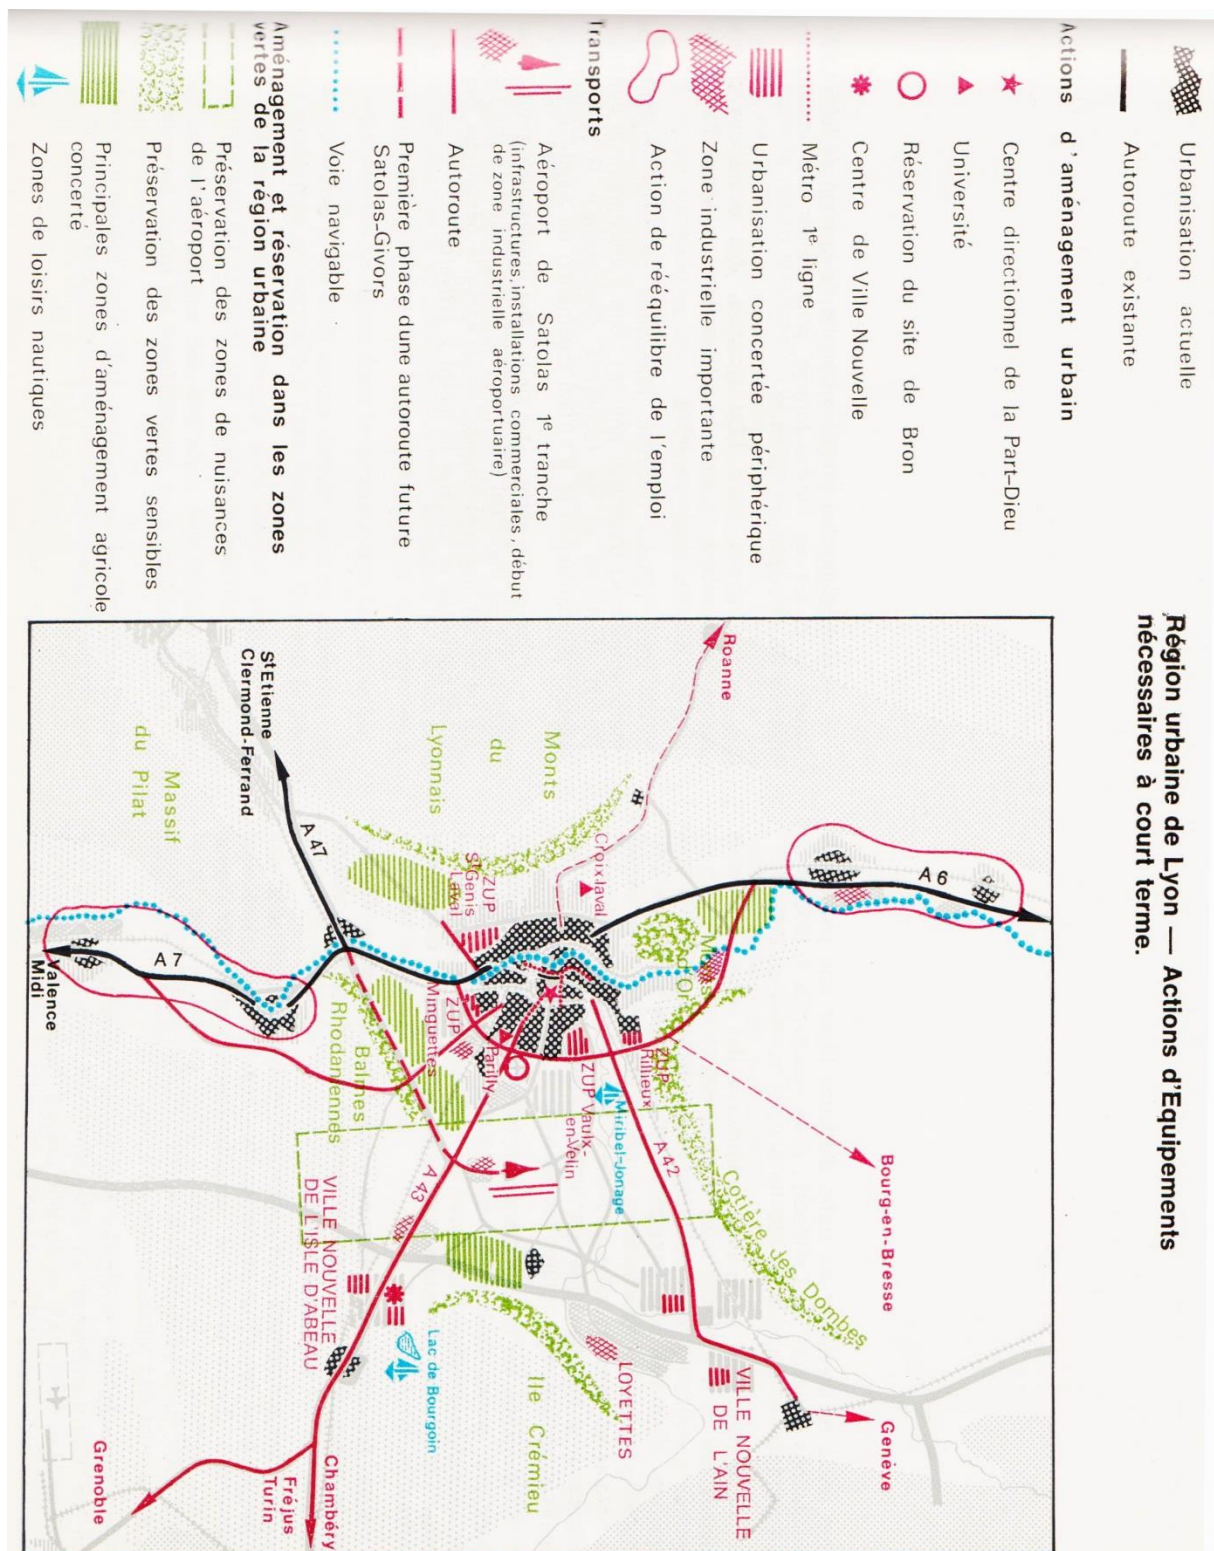 Région urbaine de Lyon — Actions d'Equipements
nécessaires à court terme.
Urbanisation actuelle
Autoroute existante
Actions d'aménagement urbain
Centre directionnel de la Part-Dieu
Université
Réservation du site de Bron
Centre de Ville Nouvelle
Métro 1e ligne
Urbanisation concertée périphérique
Zone industrielle importante
Action de rééquilibre de l'emploi
Transports
Aéroport de Satolas 1e tranche
(infrastructures, installations commerciales, début
de zone industrielle aéroportuaire)
Autoroute
Première phase dune autoroute future
Satolas-Givors
Voie navigable
Aménagement et réservation dans les zones
vertes de la région urbaine
Préservation des zones de nuisances
de l'aéroport
Préservation des zones vertes sensibles
Principales zones d'aménagement agricole
concerté
Zones de loisirs nautiques
Roanne
A 6
Monts
du
Lyonnais
Croix-laval
Monts
d'Or
ZUP
St Genis
Laval
StEtienne
Clermond-Ferrand
A 47
Massif
du Pilat
A 7
Valence
Midi
ZUP
Minguettes
Parilly
ZUP
Rillieux
ZUP Vaulx-
en-Velin
Miribel-Jonage
A 42
Balmes
Rhodaniennes
A 43
Bourg-en-Bresse
Cotière des Dombes
VILLE NOUVELLE
DE L'ISLE D'ABEAU
Lac de Bourgoin
Ile Crémieu
LOYETTES
VILLE NOUVELLE
DE L'AIN
Genève
Chambéry
Fréjus
Turin
Grenoble